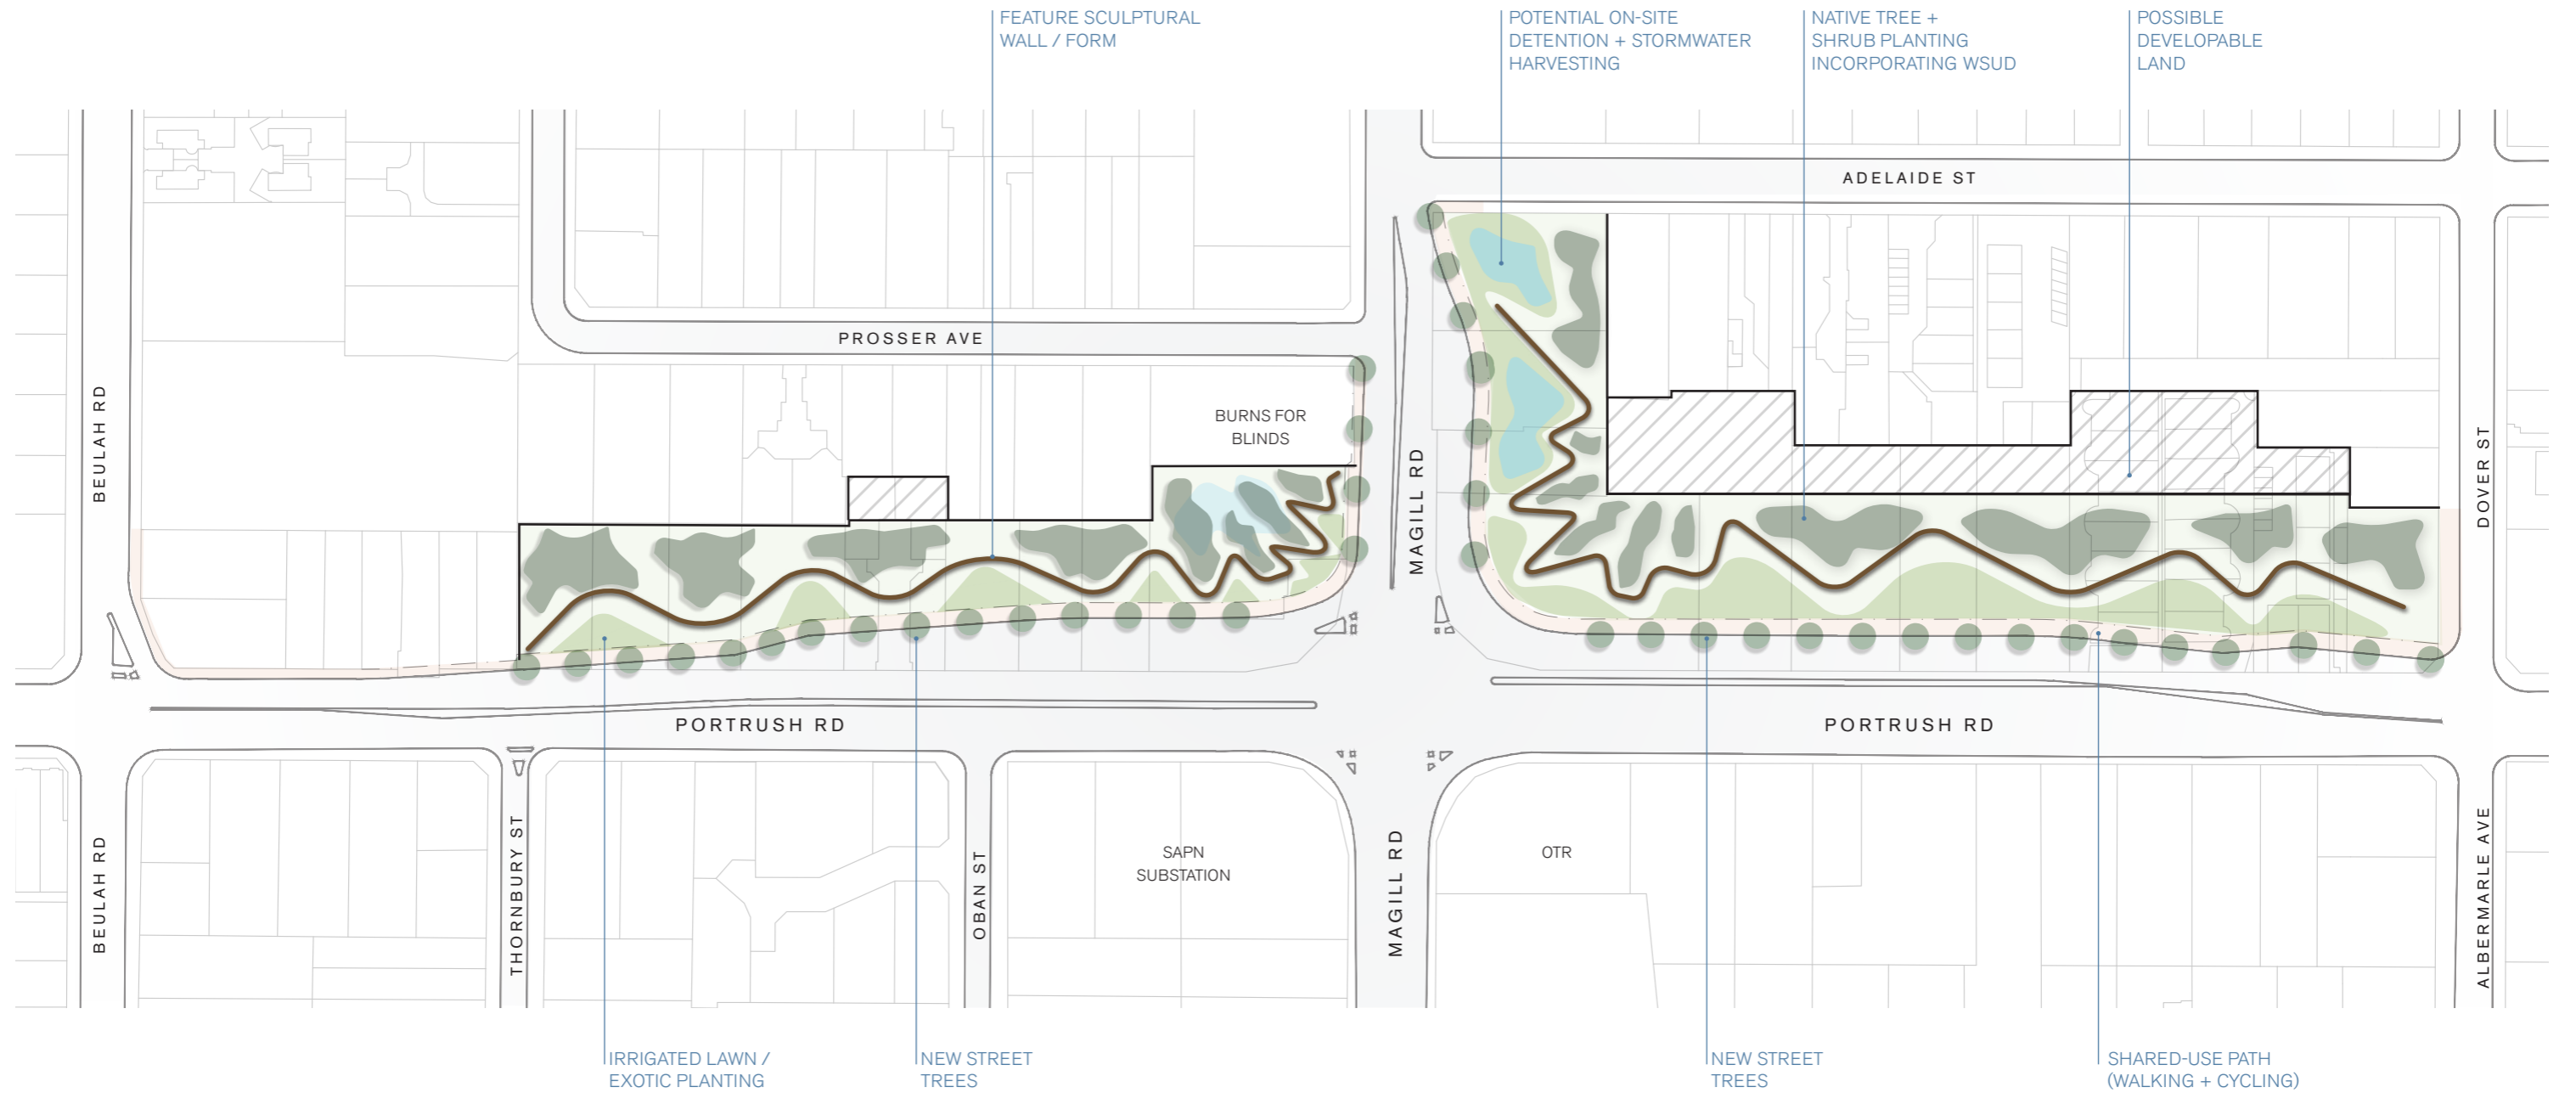 FEATURE SCULPTURAL
WALL / FORM
POTENTIAL ON-SITE
DETENTION + STORMWATER
HARVESTING
NATIVE TREE +
SHRUB PLANTING
INCORPORATING WSUD
POSSIBLE
DEVELOPABLE
LAND
ADELAIDE ST
PROSSER AVE
BURNS FOR
BLINDS
BEULAH RD
MAGILL RD
DOVER ST
PORTRUSH RD
PORTRUSH RD
BEULAH RD
THORNBURY ST
OBAN ST
SAPN
SUBSTATION
MAGILL RD
OTR
ALBERMARLE AVE
IRRIGATED LAWN /
EXOTIC PLANTING
NEW STREET
TREES
NEW STREET
TREES
SHARED-USE PATH
(WALKING + CYCLING)